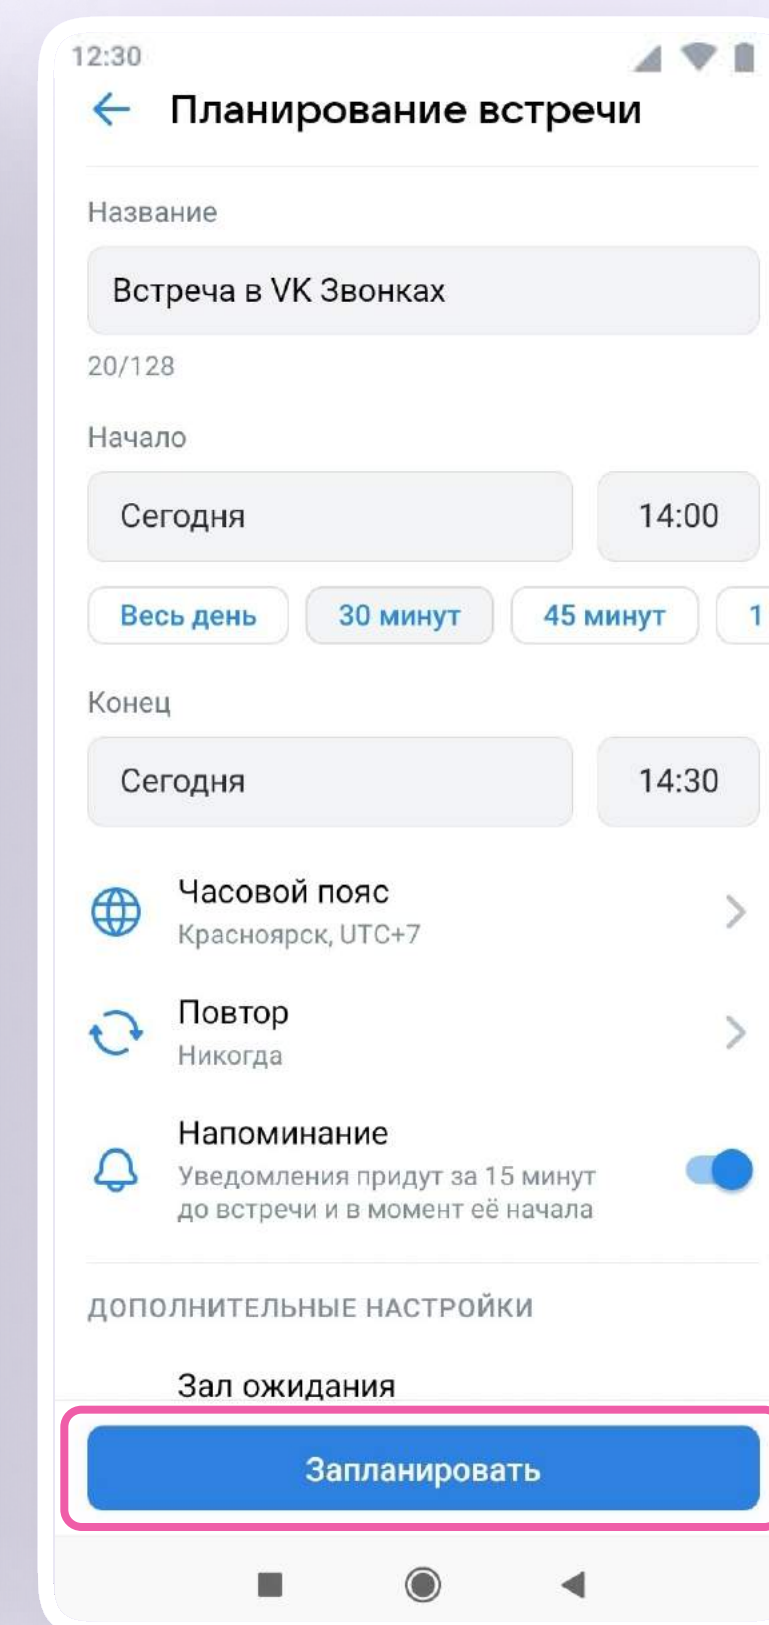 12:30
Планирование встречи
Название
Встреча в VK Звонках
20/128
Начало
Сегодня 14:00
Весь день 30 минут 45 минут 1
Конец
Сегодня 14:30
Часовой пояс
Красноярск, UTC+7
Повтор
Никогда
Напоминание
Уведомления придут за 15 минут
до встречи и в момент её начала
ДОПОЛНИТЕЛЬНЫЕ НАСТРОЙКИ
Зал ожидания
Запланировать